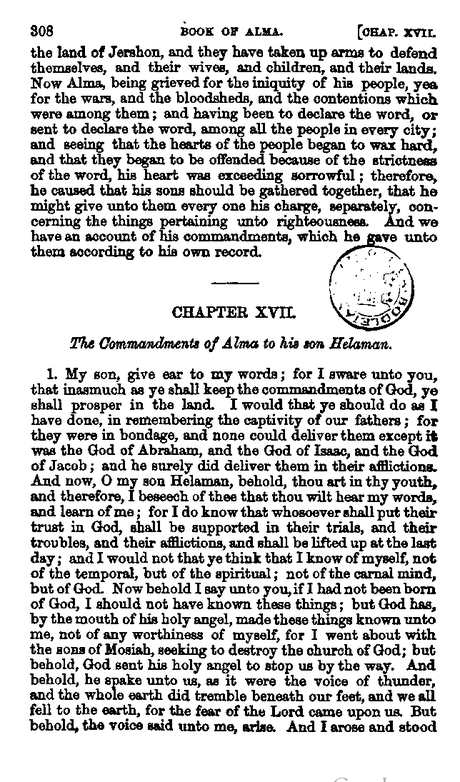 308 BOOK OF ALMA. [CHAP. XVII.
the land of Jershon, and they have taken up arms to defend
themselves, and their wives, and children, and their lands.
Now Alma, being grieved for the iniquity of his people, yea
for the wars, and the bloodsheds, and the contentions which
were among them; and having been to declare the word, or
sent to declare the word, among all the people in every city;
and seeing that the hearts of the people began to wax hard,
and that they began to be offended because of the strictness
of the word, his heart was exceeding sorrowful; therefore,
he caused that his sons should be gathered together, that he
might give unto them every one his charge, separately, con-
cerning the things pertaining unto righteousness. And we
have an account of his commandments, which he gave unto
them according to his own record.
BODLEIA
CHAPTER XVII.
The Commandments of Alma to his son Helaman.
1. My son, give ear to my words; for I sware unto you,
that inasmuch as ye shall keep the commandments of God, ye
shall prosper in the land. I would that ye should do as I
have done, in remembering the captivity of our fathers; for
they were in bondage, and none could deliver them except it
was the God of Abraham, and the God of Isaac, and the God
of Jacob; and he surely did deliver them in their afflictions.
And now, O my son Helaman, behold, thou art in thy youth,
and therefore, I beseech of thee that thou wilt hear my words,
and learn of me; for I do know that whosoever shall put their
trust in God, shall be supported in their trials, and their
troubles, and their afflictions, and shall be lifted up at the last
day; and I would not that ye think that I know of myself, not
of the temporal, but of the spiritual; not of the carnal mind,
but of God. Now behold I say unto you, if I had not been born
of God, I should not have known these things; but God has,
by the mouth of his holy angel, made these things known unto
me, not of any worthiness of myself, for I went about with
the sons of Mosiah, seeking to destroy the church of God; but
behold, God sent his holy angel to stop us by the way. And
behold, he spake unto us, as it were the voice of thunder,
and the whole earth did tremble beneath our feet, and we all
fell to the earth, for the fear of the Lord came upon us. But
behold, the voice said unto me, arise. And I arose and stood